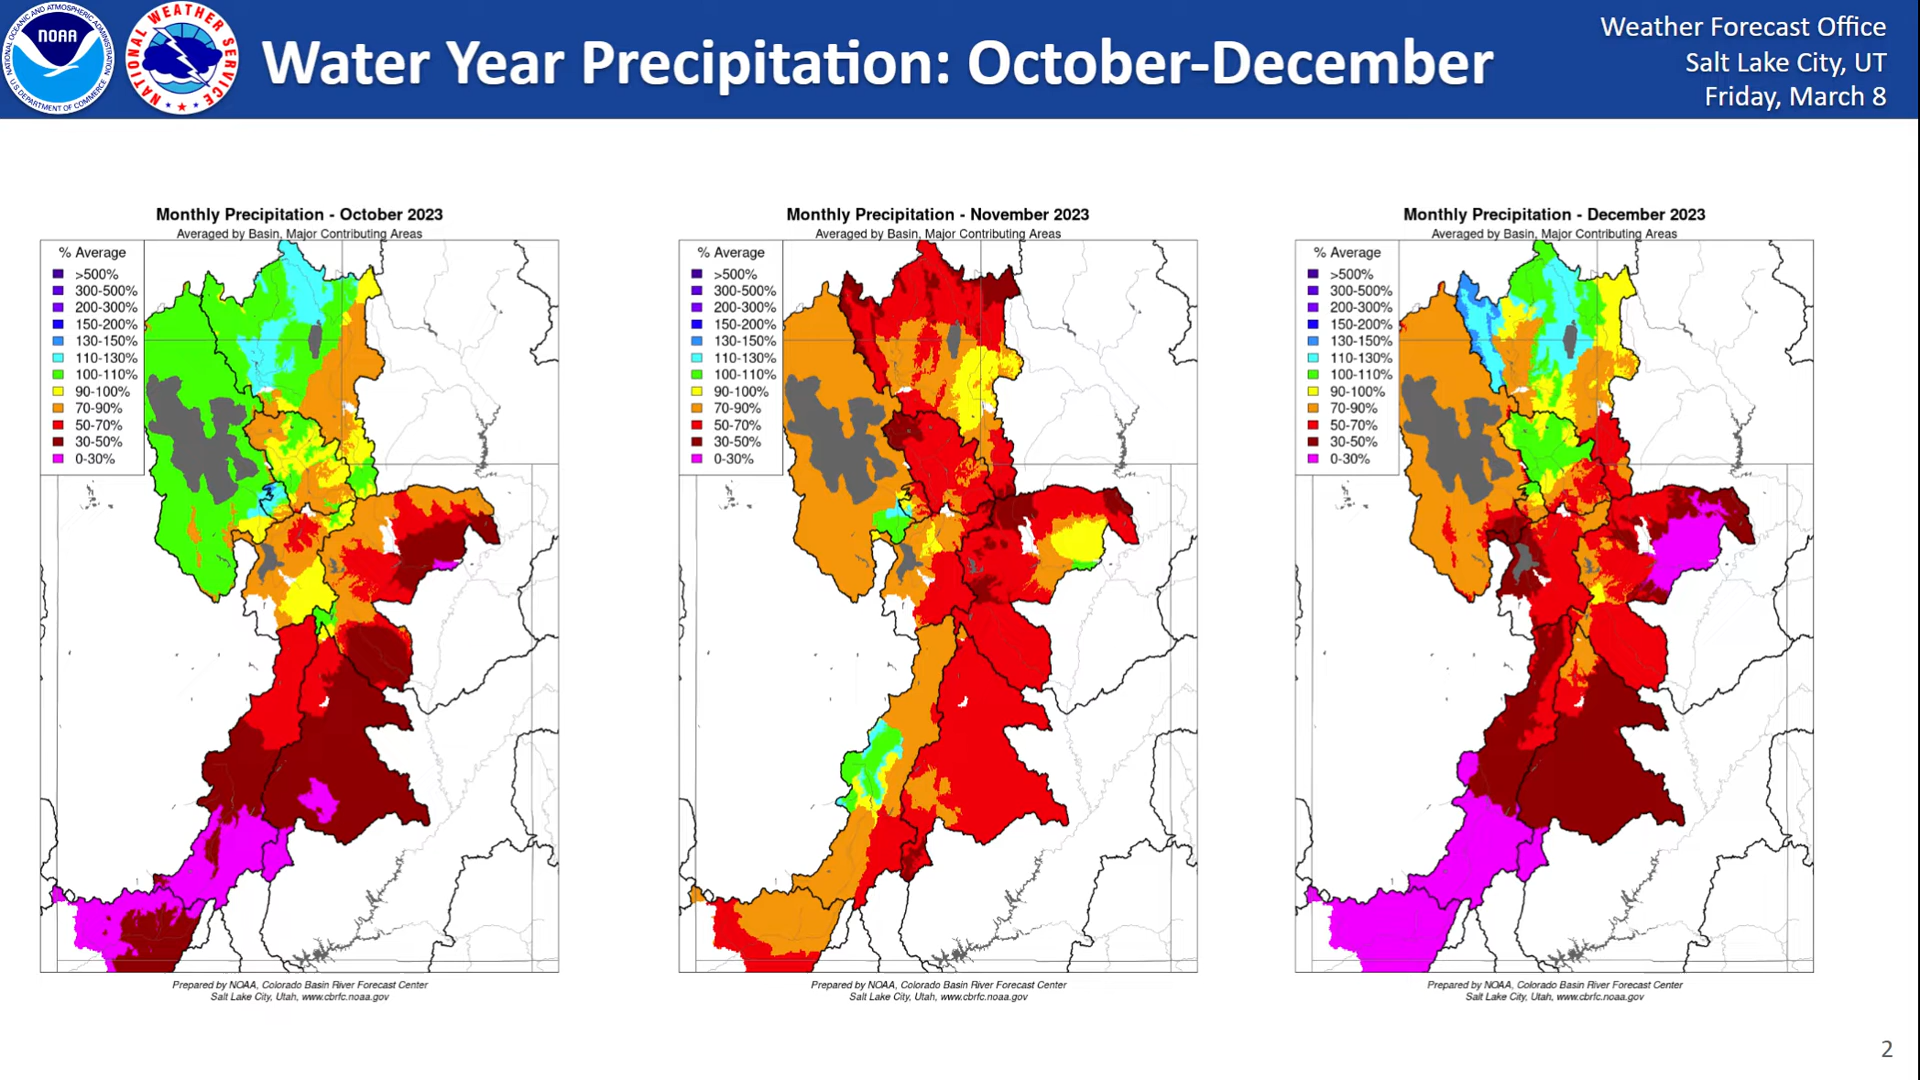 NATIONAL OCEANIC AND ATMOSPHERIC ADMINISTRATION
NOAA
U.S. DEPARTMENT OF COMMERCE
NATIONAL WEATHER SERVICE
Water Year Precipitation: October-December
Weather Forecast Office
Salt Lake City, UT
Friday, March 8
Monthly Precipitation - October 2023
Averaged by Basin, Major Contributing Areas
% Average
>500%
300-500%
200-300%
150-200%
130-150%
110-130%
100-110%
90-100%
70-90%
50-70%
30-50%
0-30%
Prepared by NOAA, Colorado Basin River Forecast Center
Salt Lake City, Utah, www.cbrfc.noaa.gov
Monthly Precipitation - November 2023
Averaged by Basin, Major Contributing Areas
% Average
>500%
300-500%
200-300%
150-200%
130-150%
110-130%
100-110%
90-100%
70-90%
50-70%
30-50%
0-30%
Prepared by NOAA, Colorado Basin River Forecast Center
Salt Lake City, Utah, www.cbrfc.noaa.gov
Monthly Precipitation - December 2023
Averaged by Basin, Major Contributing Areas
% Average
>500%
300-500%
200-300%
150-200%
130-150%
110-130%
100-110%
90-100%
70-90%
50-70%
30-50%
0-30%
Prepared by NOAA, Colorado Basin River Forecast Center
Salt Lake City, Utah, www.cbrfc.noaa.gov
2